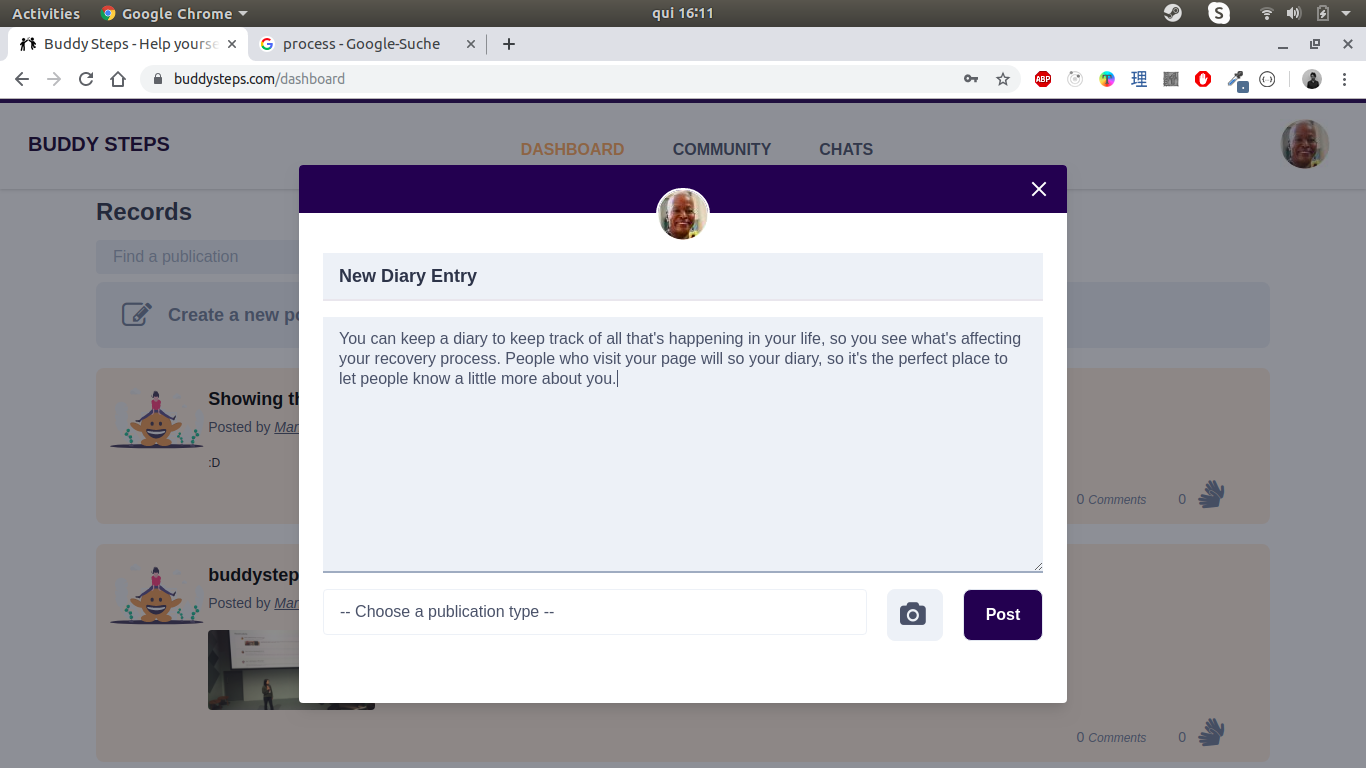 Activities Google Chrome qui 16:11
Buddy Steps - Help yourse process - Google-Suche
buddysteps.com/dashboard
BUDDY STEPS DASHBOARD COMMUNITY CHATS
Records
Find a publication
New Diary Entry
Create a new po
You can keep a diary to keep track of all that's happening in your life, so you see what's affecting
your recovery process. People who visit your page will so your diary, so it's the perfect place to
let people know a little more about you.
Showing th
Posted by Mar
:D
0 Comments 0
buddystep
Posted by Mar
-- Choose a publication type -- Post
0 Comments 0